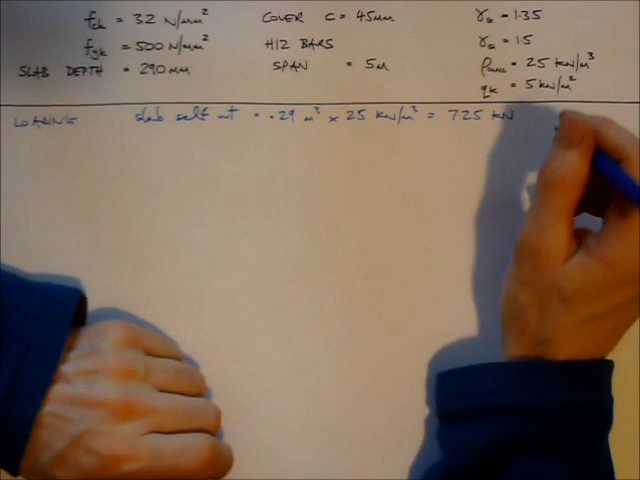 fck = 32 N/mm² COVER C = 45mm γG = 1.35
fyk = 500 N/mm² H12 BARS γQ = 1.5
SLAB DEPTH = 290mm SPAN = 5m ρconc = 25 kN/m³
qk = 5 kN/m²
LOADING slab self wt = .29 m³ x 25 kN/m³ = 7.25 kN